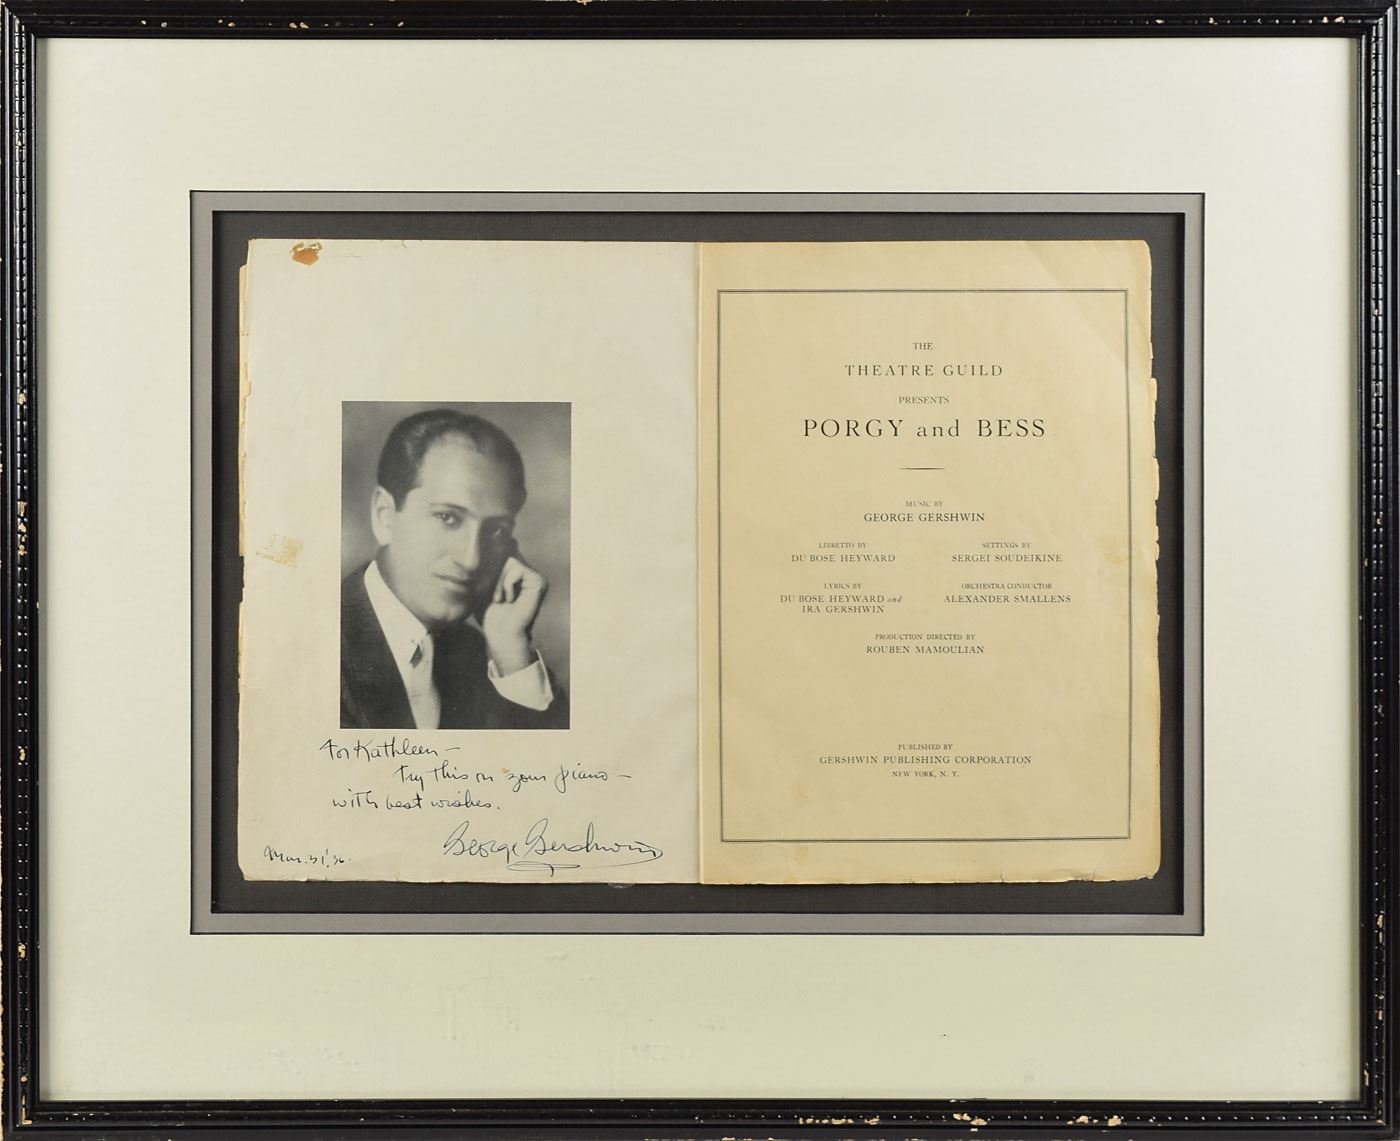 For Kathleen –
try this on your piano –
with best wishes.
George Gershwin
Mar. 31, '36.
THE
THEATRE GUILD
PRESENTS
PORGY and BESS
MUSIC BY
GEORGE GERSHWIN
LIBRETTO BY
DU BOSE HEYWARD
SETTINGS BY
SERGEI SOUDEIKINE
LYRICS BY
DU BOSE HEYWARD and
IRA GERSHWIN
ORCHESTRA CONDUCTOR
ALEXANDER SMALLENS
PRODUCTION DIRECTED BY
ROUBEN MAMOULIAN
PUBLISHED BY
GERSHWIN PUBLISHING CORPORATION
NEW YORK, N. Y.